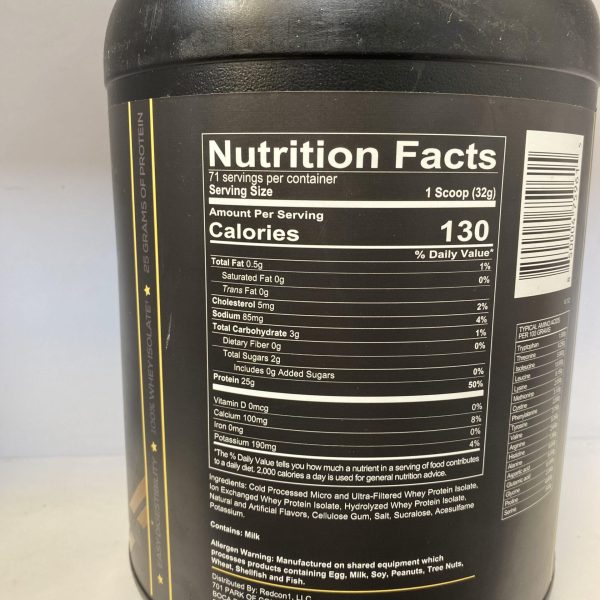 25 GRAMS OF PROTEIN
★ 100% WHEY ISOLATE ★
★ EASY DIGESTIBILITY
Nutrition Facts
71 servings per container
Serving Size 1 Scoop (32g)
Amount Per Serving
Calories 130
% Daily Value*
Total Fat 0.5g 1%
Saturated Fat 0g 0%
Trans Fat 0g
Cholesterol 5mg 2%
Sodium 85mg 4%
Total Carbohydrate 3g 1%
Dietary Fiber 0g 0%
Total Sugars 2g
Includes 0g Added Sugars 0%
Protein 25g 50%
Vitamin D 0mcg 0%
Calcium 100mg 8%
Iron 0mg 0%
Potassium 190mg 4%
*The % Daily Value tells you how much a nutrient in a serving of food contributes
to a daily diet. 2,000 calories a day is used for general nutrition advice.
Ingredients: Cold Processed Micro and Ultra-Filtered Whey Protein Isolate,
Ion Exchanged Whey Protein Isolate, Hydrolyzed Whey Protein Isolate,
Natural and Artificial Flavors, Cellulose Gum, Salt, Sucralose, Acesulfame
Potassium.
Contains: Milk
Allergen Warning: Manufactured on shared equipment which
processes products containing Egg, Milk, Soy, Peanuts, Tree Nuts,
Wheat, Shellfish and Fish.
Distributed By: Redcon1, LLC
701 PARK OF
BOCA
TYPICAL AMINO ACIDS
PER 100 GRAMS
Tryptophan
Threonine
Isoleucine
Leucine
Lysine
Methionine
Cystine
Phenylalanine
Tyrosine
Valine
Arginine
Histidine
Alanine
Aspartic acid
Glutamic acid
Glycine
Proline
Serine